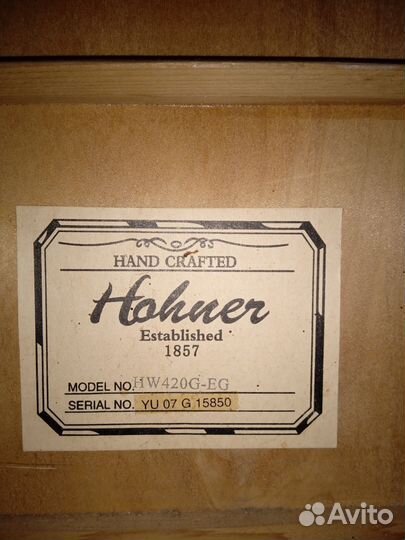 HAND CRAFTED
Hohner
Established
1857
MODEL NO. HW420G-EG
SERIAL NO. YU 07 G 15850
Avito